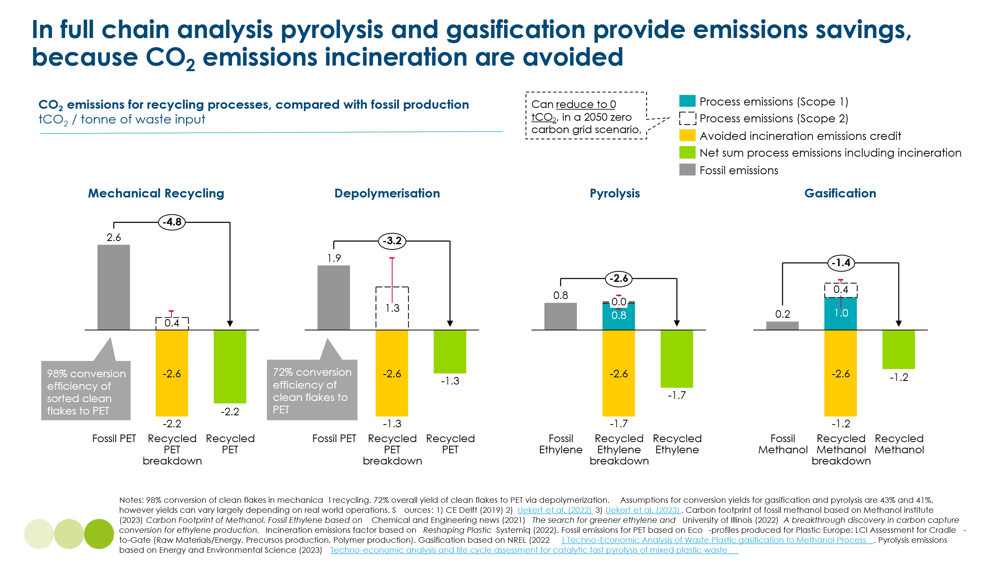 In full chain analysis pyrolysis and gasification provide emissions savings,
because CO2 emissions incineration are avoided
CO2 emissions for recycling processes, compared with fossil production
tCO2 / tonne of waste input
Can reduce to 0
tCO2, in a 2050 zero
carbon grid scenario,
Process emissions (Scope 1)
Process emissions (Scope 2)
Avoided incineration emissions credit
Net sum process emissions including incineration
Fossil emissions
Mechanical Recycling
-4.8
2.6
0.4
-2.6
-2.2
-2.2
98% conversion
efficiency of
sorted clean
flakes to PET
Fossil PET
Recycled
PET
breakdown
Recycled
PET
Depolymerisation
-3.2
1.9
1.3
-2.6
-1.3
-1.3
72% conversion
efficiency of
clean flakes to
PET
Fossil PET
Recycled
PET
breakdown
Recycled
PET
Pyrolysis
-2.6
0.8
0.0
0.8
-2.6
-1.7
-1.7
Fossil
Ethylene
Recycled
Ethylene
breakdown
Recycled
Ethylene
Gasification
-1.4
0.2
0.4
1.0
-2.6
-1.2
-1.2
Fossil
Methanol
Recycled
Methanol
breakdown
Recycled
Methanol
Notes: 98% conversion of clean flakes in mechanica l recycling. 72% overall yield of clean flakes to PET via depolymerization. Assumptions for conversion yields for gasification and pyrolysis are 43% and 41%,
however yields can vary largely depending on real world operations. S ources: 1) CE Delft (2019) 2) Uekert et al. (2022) 3) Uekert et al. (2023) . Carbon footprint of fossil methanol based on Methanol institute
(2023) Carbon Footprint of Methanol. Fossil Ethylene based on Chemical and Engineering news (2021) The search for greener ethylene and University of Illinois (2022) A breakthrough discovery in carbon capture
conversion for ethylene production. Incineration emissions factor based on Reshaping Plastic Systemiq (2022). Fossil emissions for PET based on Eco -profiles produced for Plastic Europe; LCI Assessment for Cradle -
to-Gate (Raw Materials/Energy, Precursos production, Polymer production). Gasification based on NREL (2022 ) Techno-Economic Analysis of Waste Plastic gasification to Methanol Process . Pyrolysis emissions
based on Energy and Environmental Science (2023) Techno-economic analysis and life cycle assessment for catalytic fast pyrolysis of mixed plastic waste